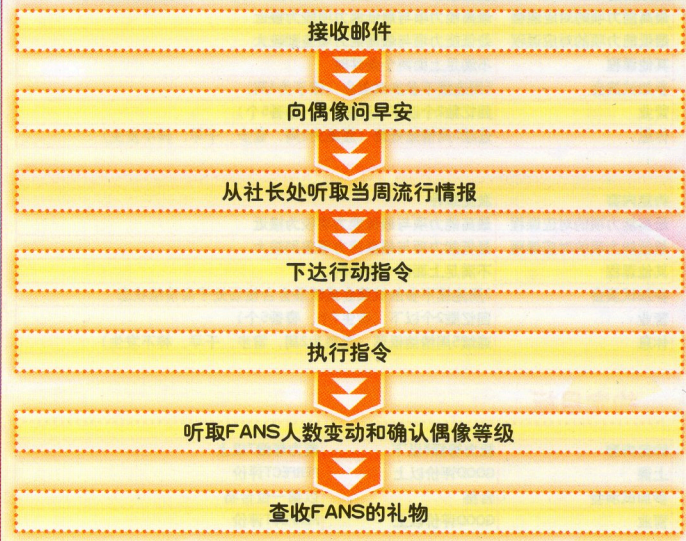 接收邮件
向偶像问早安
从社长处听取当周流行情报
下达行动指令
执行指令
听取FANS人数变动和确认偶像等级
查收FANS的礼物